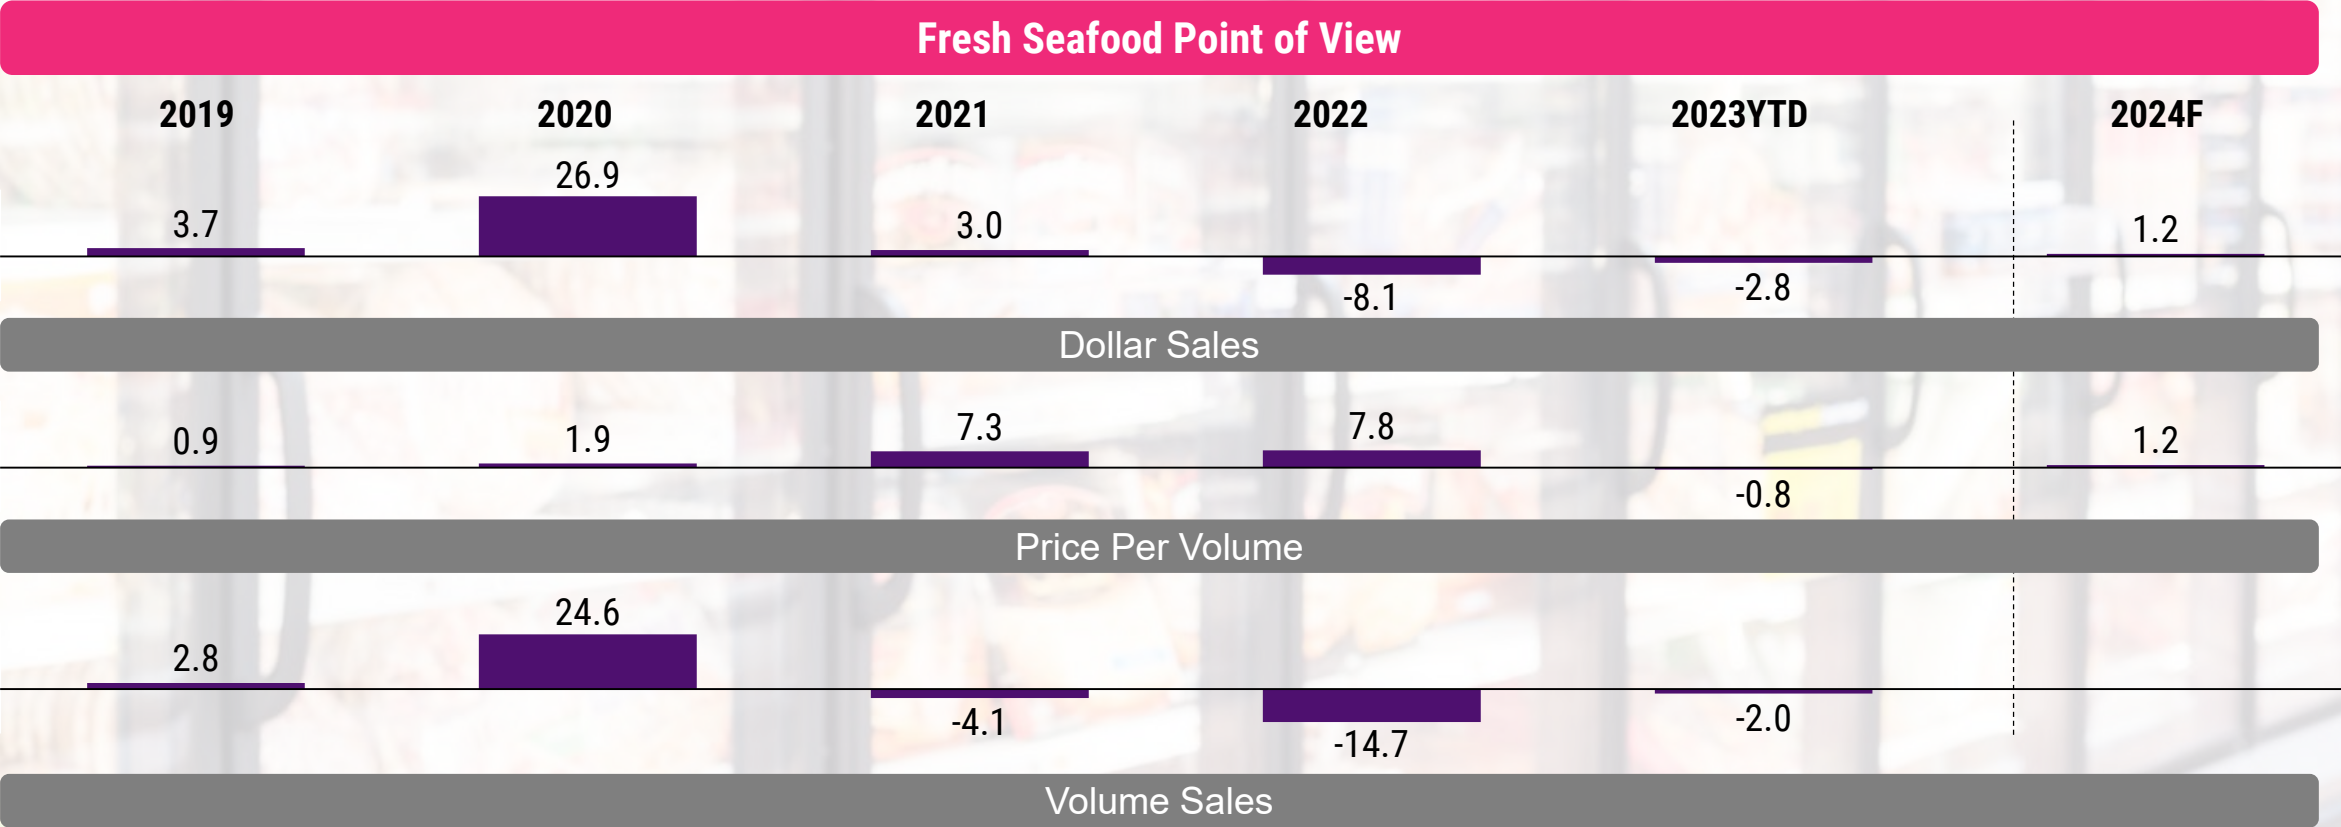 Fresh Seafood Point of View
2019 2020 2021 2022 2023YTD 2024F
3.7 26.9 3.0 -8.1 -2.8 1.2
Dollar Sales
0.9 1.9 7.3 7.8 -0.8 1.2
Price Per Volume
2.8 24.6 -4.1 -14.7 -2.0
Volume Sales